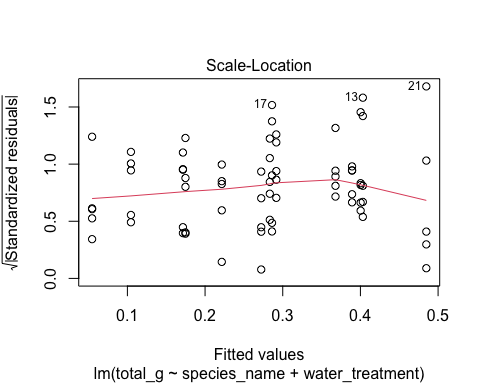 Scale-Location
√|Standardized residuals|
1.5
1.0
0.5
0.0
17
13
21
0.1 0.2 0.3 0.4 0.5
Fitted values
lm(total_g ~ species_name + water_treatment)